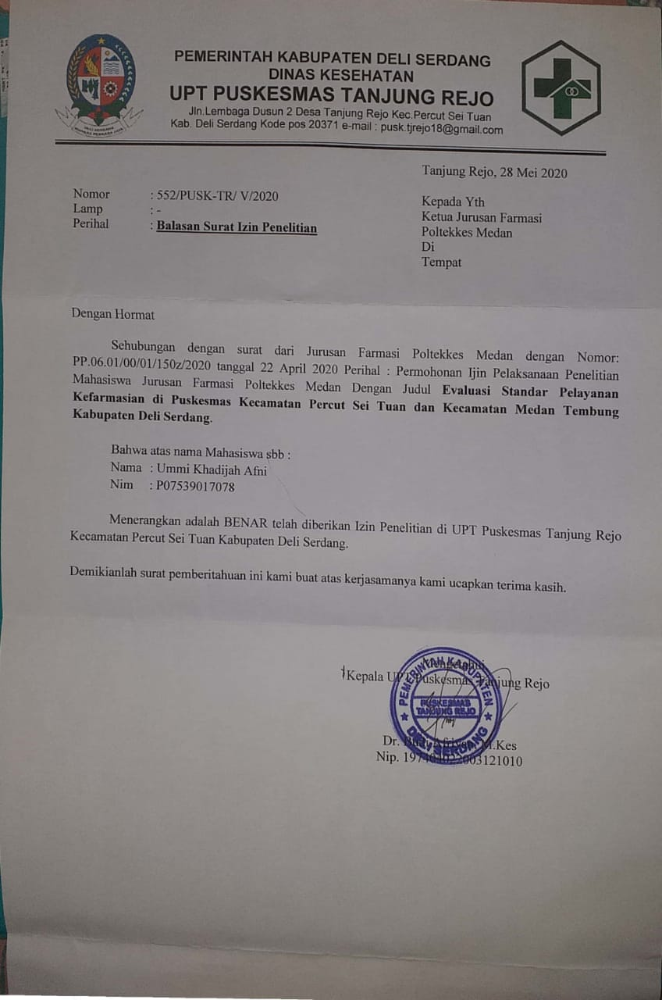 PEMERINTAH KABUPATEN DELI SERDANG
DINAS KESEHATAN
UPT PUSKESMAS TANJUNG REJO
Jln.Lembaga Dusun 2 Desa Tanjung Rejo Kec.Percut Sei Tuan
Kab. Deli Serdang Kode pos 20371 e-mail : pusk.tjrejo18@gmail.com
Tanjung Rejo, 28 Mei 2020
Nomor : 552/PUSK-TR/ V/2020
Lamp : -
Perihal : Balasan Surat Izin Penelitian
Kepada Yth
Ketua Jurusan Farmasi
Poltekkes Medan
Di
Tempat
Dengan Hormat
Sehubungan dengan surat dari Jurusan Farmasi Poltekkes Medan dengan Nomor:
PP.06.01/00/01/150z/2020 tanggal 22 April 2020 Perihal : Permohonan Ijin Pelaksanaan Penelitian
Mahasiswa Jurusan Farmasi Poltekkes Medan Dengan Judul Evaluasi Standar Pelayanan
Kefarmasian di Puskesmas Kecamatan Percut Sei Tuan dan Kecamatan Medan Tembung
Kabupaten Deli Serdang.
Bahwa atas nama Mahasiswa sbb :
Nama : Ummi Khadijah Afni
Nim : P07539017078
Menerangkan adalah BENAR telah diberikan Izin Penelitian di UPT Puskesmas Tanjung Rejo
Kecamatan Percut Sei Tuan Kabupaten Deli Serdang.
Demikianlah surat pemberitahuan ini kami buat atas kerjasamanya kami ucapkan terima kasih.
Mengetahui
Kepala UPT Puskesmas Tanjung Rejo
PEMERINTAH KABUPATEN
PUSKESMAS
TANJUNG REJO
DELI SERDANG
Dr. M.Kes
Nip.